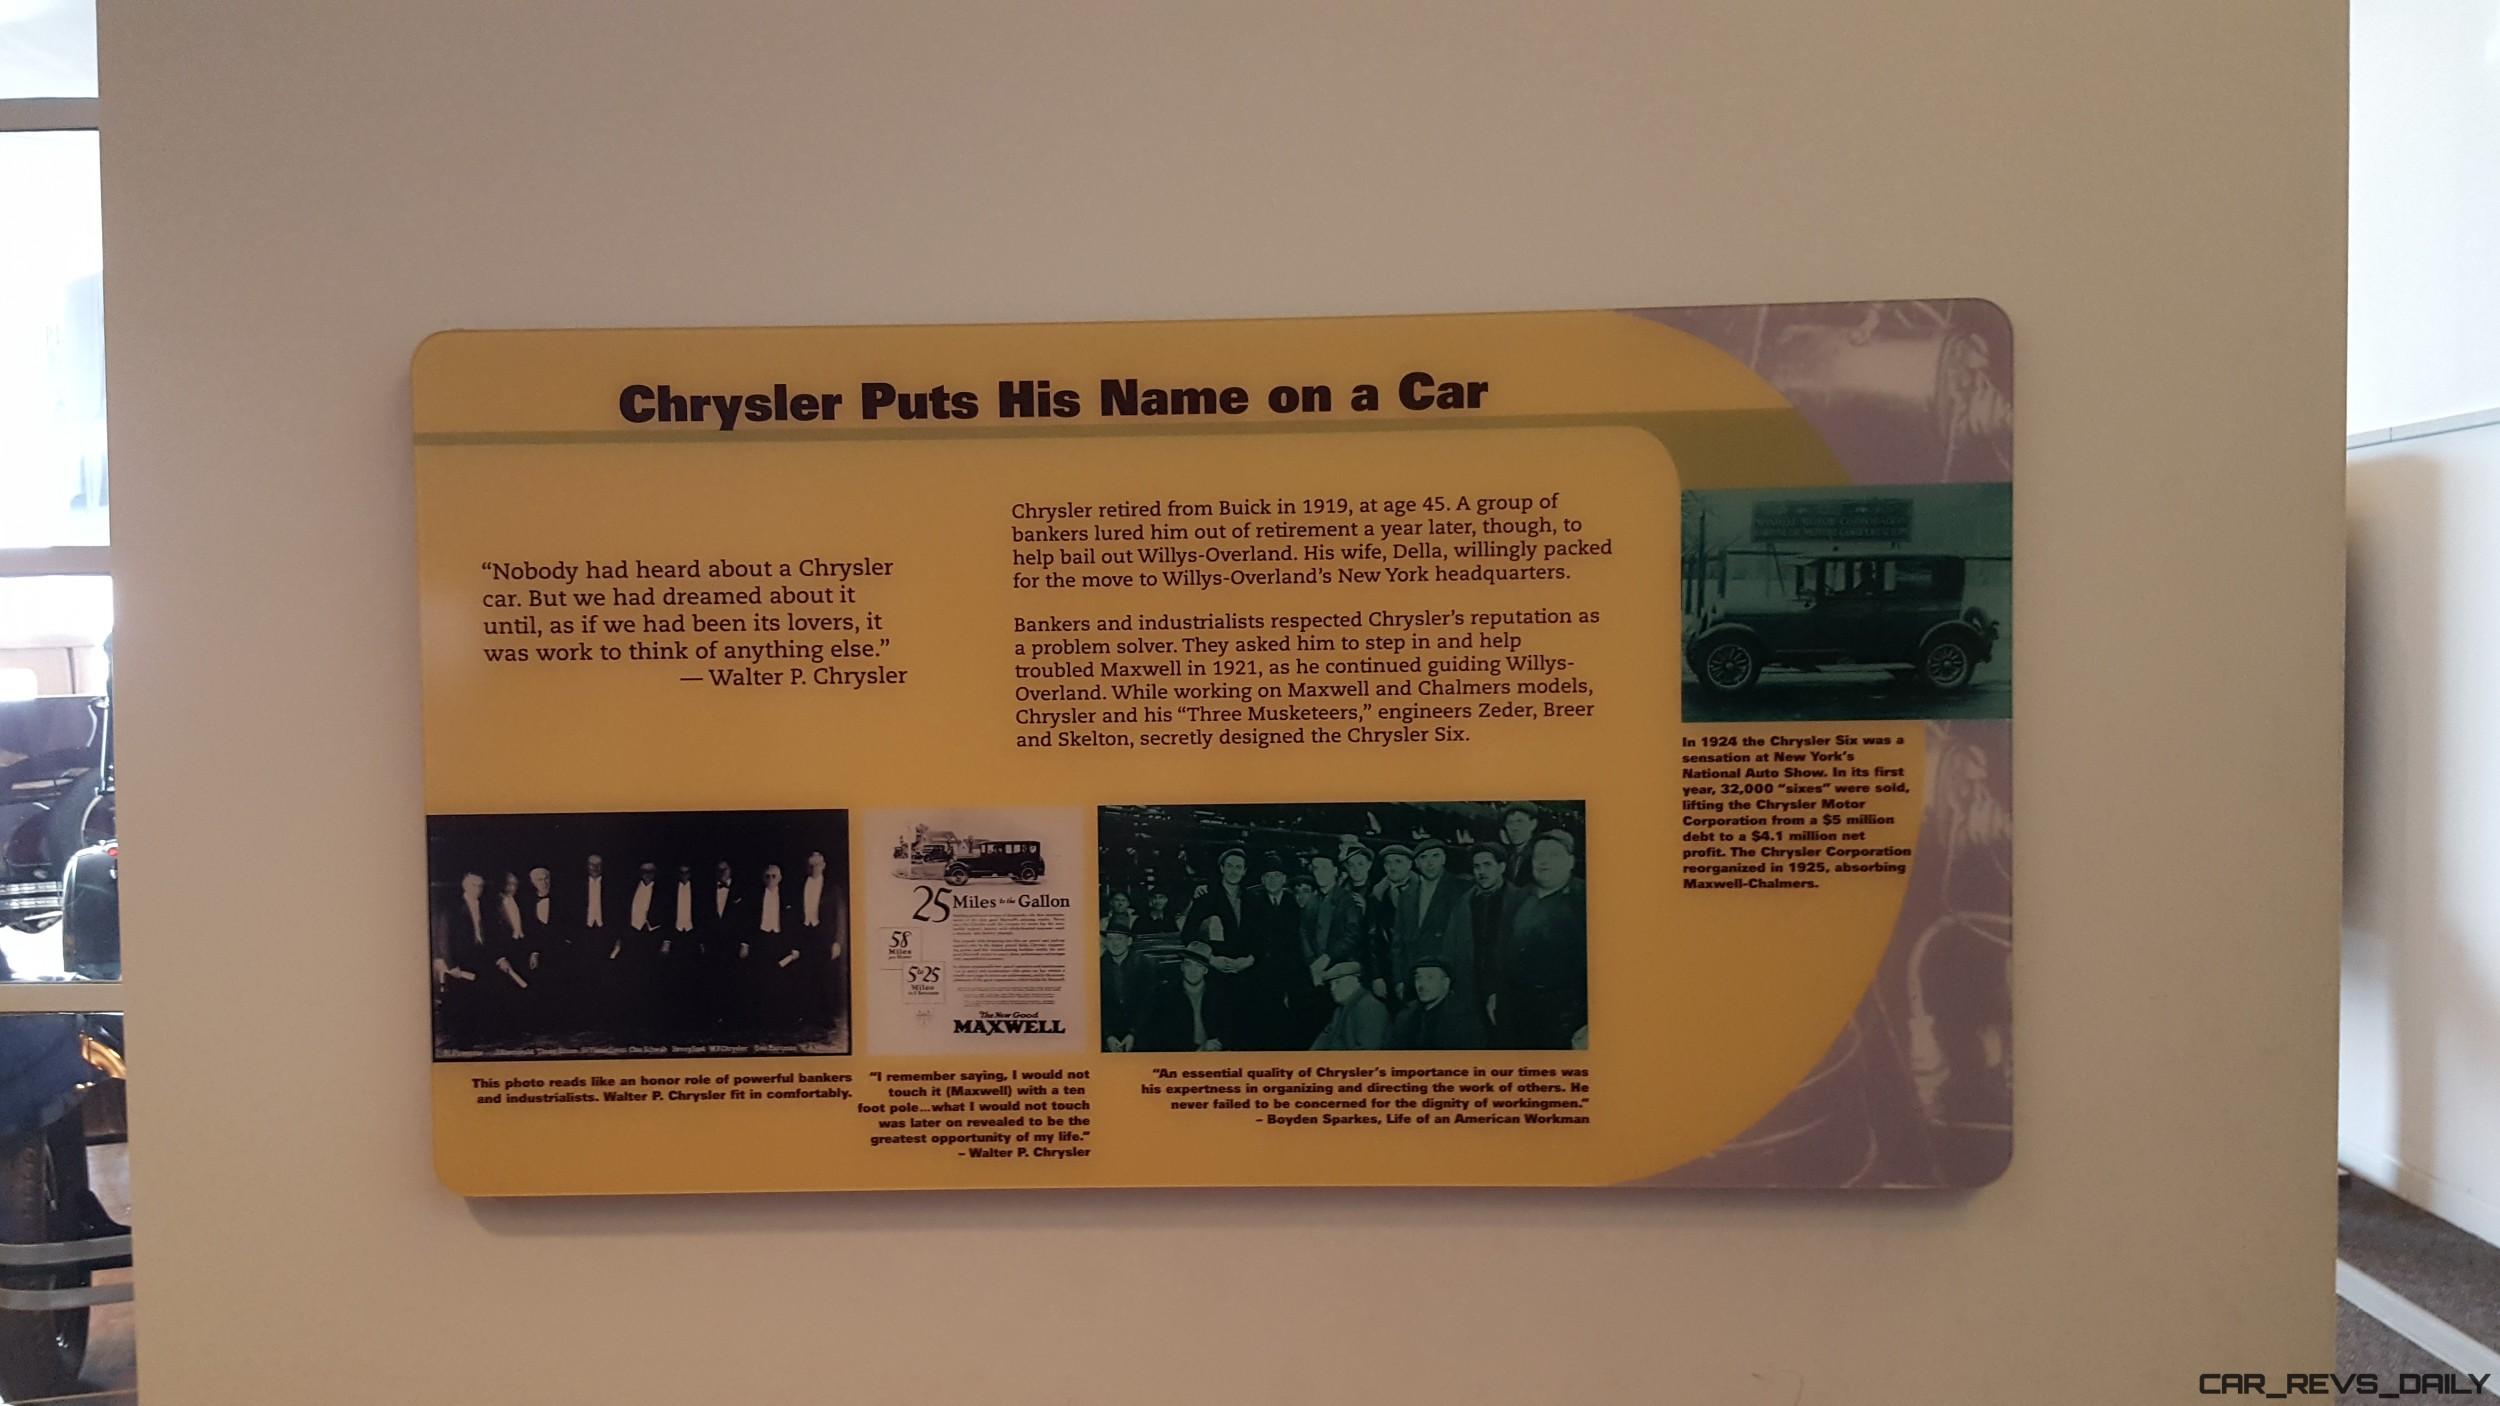 Chrysler Puts His Name on a Car
“Nobody had heard about a Chrysler
car. But we had dreamed about it
until, as if we had been its lovers, it
was work to think of anything else.”
— Walter P. Chrysler
Chrysler retired from Buick in 1919, at age 45. A group of
bankers lured him out of retirement a year later, though, to
help bail out Willys-Overland. His wife, Della, willingly packed
for the move to Willys-Overland’s New York headquarters.
Bankers and industrialists respected Chrysler’s reputation as
a problem solver. They asked him to step in and help
troubled Maxwell in 1921, as he continued guiding Willys-
Overland. While working on Maxwell and Chalmers models,
Chrysler and his “Three Musketeers,” engineers Zeder, Breer
and Skelton, secretly designed the Chrysler Six.
MAXWELL MOTOR CORPORATION
MOTOR CORPORATION
In 1924 the Chrysler Six was a
sensation at New York’s
National Auto Show. In its first
year, 32,000 “sixes” were sold,
lifting the Chrysler Motor
Corporation from a $5 million
debt to a $4.1 million net
profit. The Chrysler Corporation
reorganized in 1925, absorbing
Maxwell-Chalmers.
This photo reads like an honor role of powerful bankers
and industrialists. Walter P. Chrysler fit in comfortably.
25 Miles to the Gallon
58
Miles
per Hour
5 to 25
Miles
The New Good
MAXWELL
“I remember saying, I would not
touch it (Maxwell) with a ten
foot pole...what I would not touch
was later on revealed to be the
greatest opportunity of my life.”
– Walter P. Chrysler
“An essential quality of Chrysler’s importance in our times was
his expertness in organizing and directing the work of others. He
never failed to be concerned for the dignity of workingmen.”
– Boyden Sparkes, Life of an American Workman
CAR_REVS_DAILY